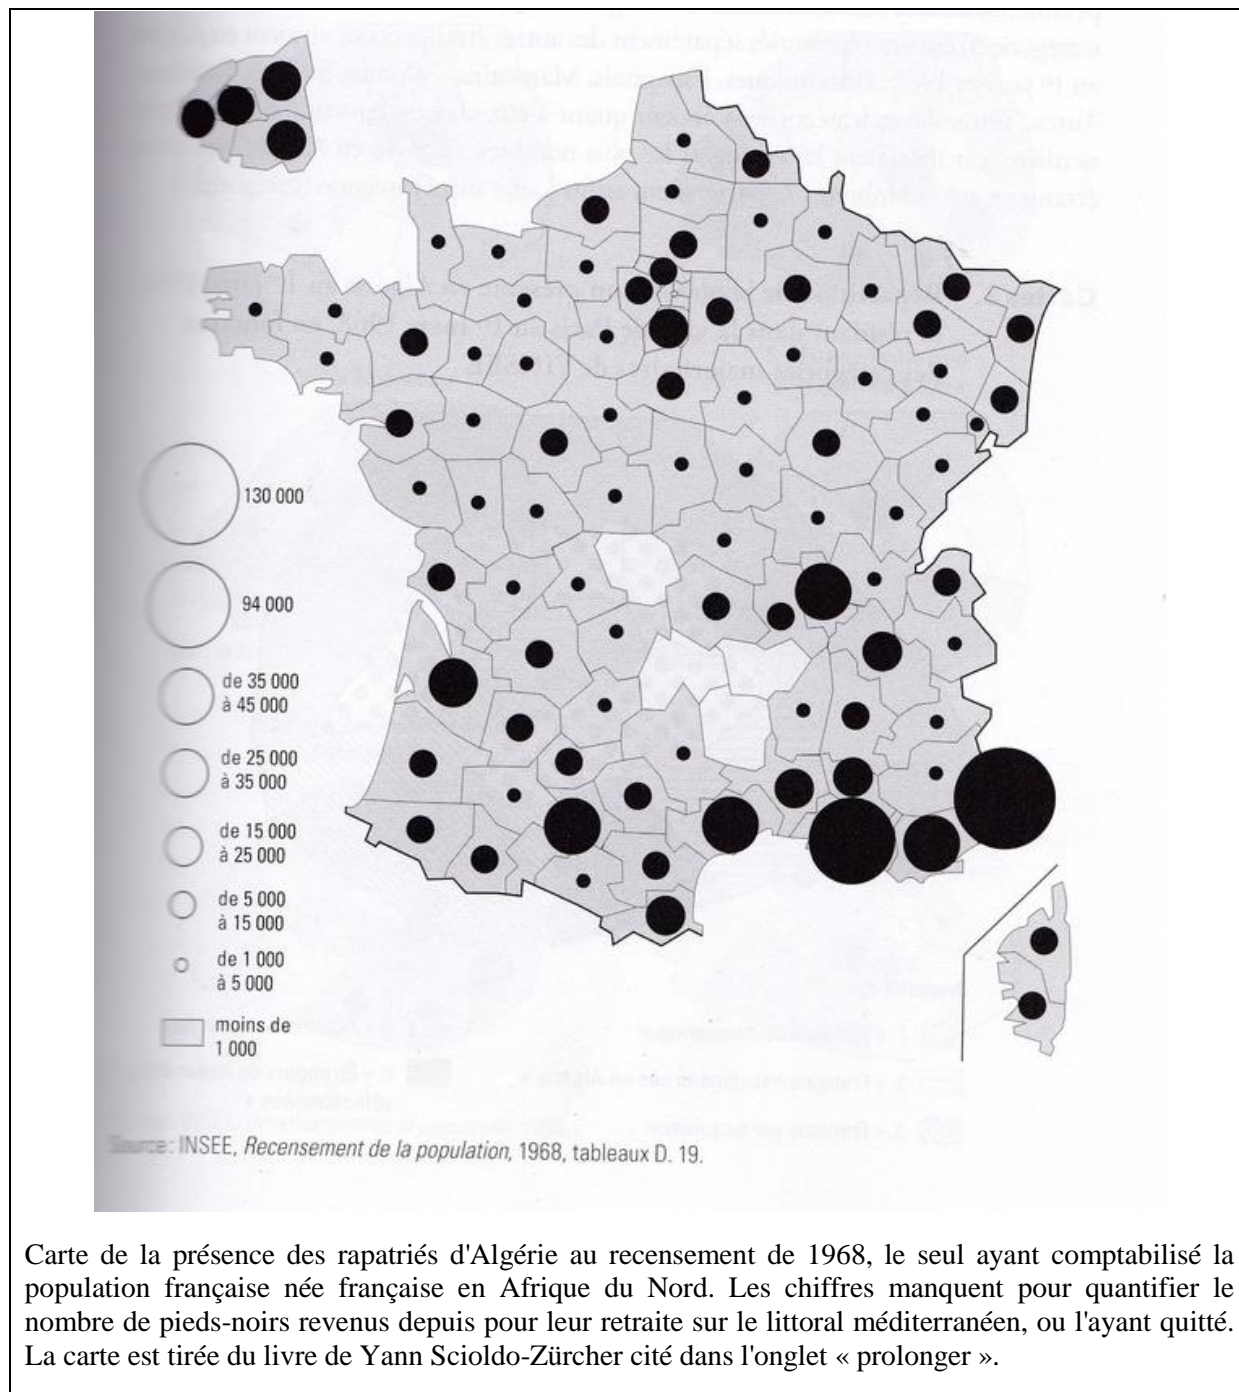 130 000
94 000
de 35 000
à 45 000
de 25 000
à 35 000
de 15 000
à 25 000
de 5 000
à 15 000
de 1 000
à 5 000
moins de
1 000
Source : INSEE, Recensement de la population, 1968, tableaux D. 19.
Carte de la présence des rapatriés d'Algérie au recensement de 1968, le seul ayant comptabilisé la
population française née française en Afrique du Nord. Les chiffres manquent pour quantifier le
nombre de pieds-noirs revenus depuis pour leur retraite sur le littoral méditerranéen, ou l'ayant quitté.
La carte est tirée du livre de Yann Scioldo-Zürcher cité dans l'onglet « prolonger ».